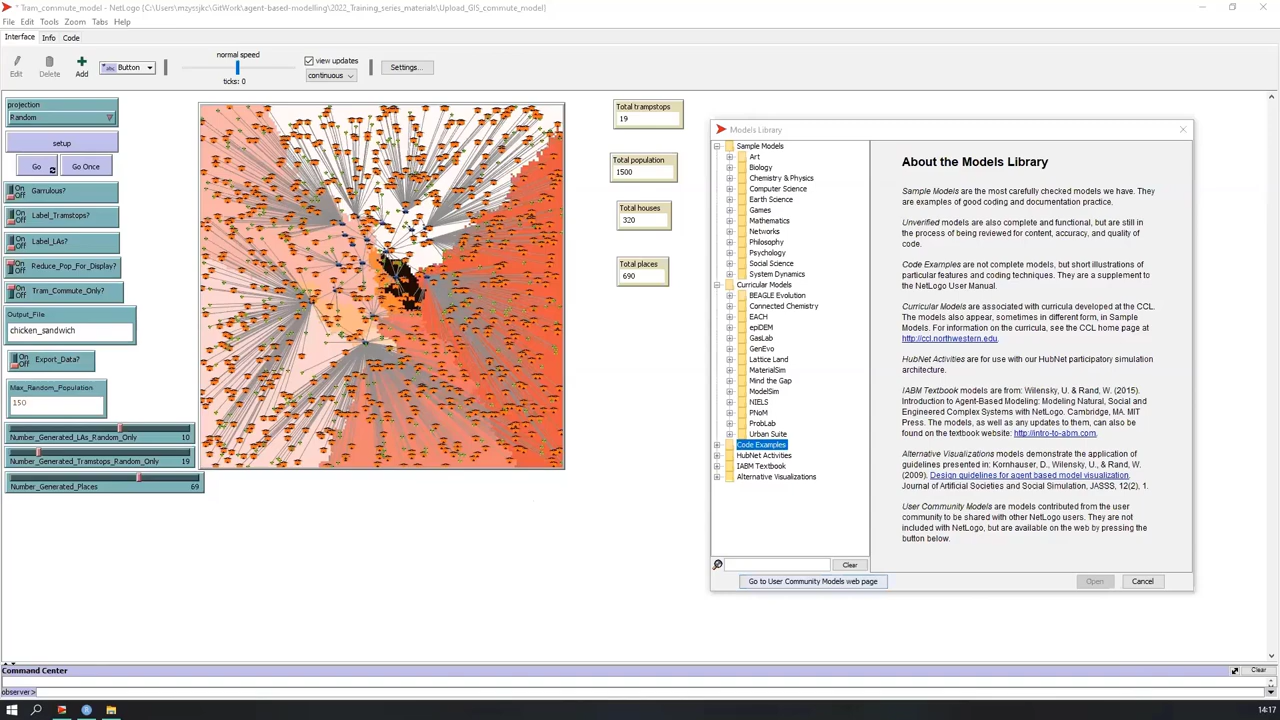 * Tram_commute_model - NetLogo {C:\Users\mzyssjkc\GitWork\agent-based-modelling\2022_Training_series_materials\Upload_GIS_commute_model}
File Edit Tools Zoom Tabs Help
Interface Info Code
Edit Delete Add
Button
normal speed
ticks: 0
view updates
continuous
Settings...
projection
Random
setup
Go Go Once
On
Off
Garrulous?
On
Off
Label_Tramstops?
On
Off
Label_LAs?
On
Off
Reduce_Pop_For_Display?
On
Off
Tram_Commute_Only?
Output_File
chicken_sandwich
On
Off
Export_Data?
Max_Random_Population
150
Number_Generated_LAs_Random_Only 10
Number_Generated_Tramstops_Random_Only 19
Number_Generated_Places 69
Total trampstops
19
Total population
1500
Total houses
320
Total places
690
Models Library
Sample Models
Art
Biology
Chemistry & Physics
Computer Science
Earth Science
Games
Mathematics
Networks
Philosophy
Psychology
Social Science
System Dynamics
Curricular Models
BEAGLE Evolution
Connected Chemistry
EACH
epiDEM
GasLab
GenEvo
Lattice Land
MaterialSim
Mind the Gap
ModelSim
NIELS
PNoM
ProbLab
Urban Suite
Code Examples
HubNet Activities
IABM Textbook
Alternative Visualizations
Clear
Go to User Community Models web page
About the Models Library
Sample Models are the most carefully checked models we have. They
are examples of good coding and documentation practice.
Unverified models are also complete and functional, but are still in
the process of being reviewed for content, accuracy, and quality of
code.
Code Examples are not complete models, but short illustrations of
particular features and coding techniques. They are a supplement to
the NetLogo User Manual.
Curricular Models are associated with curricula developed at the CCL.
The models also appear, sometimes in different form, in Sample
Models. For information on the curricula, see the CCL home page at
http://ccl.northwestern.edu.
HubNet Activities are for use with our HubNet participatory simulation
architecture.
IABM Textbook models are from: Wilensky, U. & Rand, W. (2015).
Introduction to Agent-Based Modeling: Modeling Natural, Social and
Engineered Complex Systems with NetLogo. Cambridge, MA. MIT
Press. The models, as well as any updates to them, can also be
found on the textbook website: http://intro-to-abm.com.
Alternative Visualizations models demonstrate the application of
guidelines presented in: Kornhauser, D., Wilensky, U., & Rand, W.
(2009). Design guidelines for agent based model visualization.
Journal of Artificial Societies and Social Simulation, JASSS, 12(2), 1.
User Community Models are models contributed from the user
community to be shared with other NetLogo users. They are not
included with NetLogo, but are available on the web by pressing the
button below.
Open Cancel
Command Center
Clear
observer>
14:17